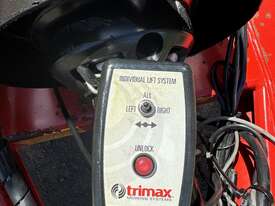 INDIVIDUAL LIFT SYSTEM
ALL
LEFT RIGHT
UNLOCK
trimax
MOWING SYSTEMS